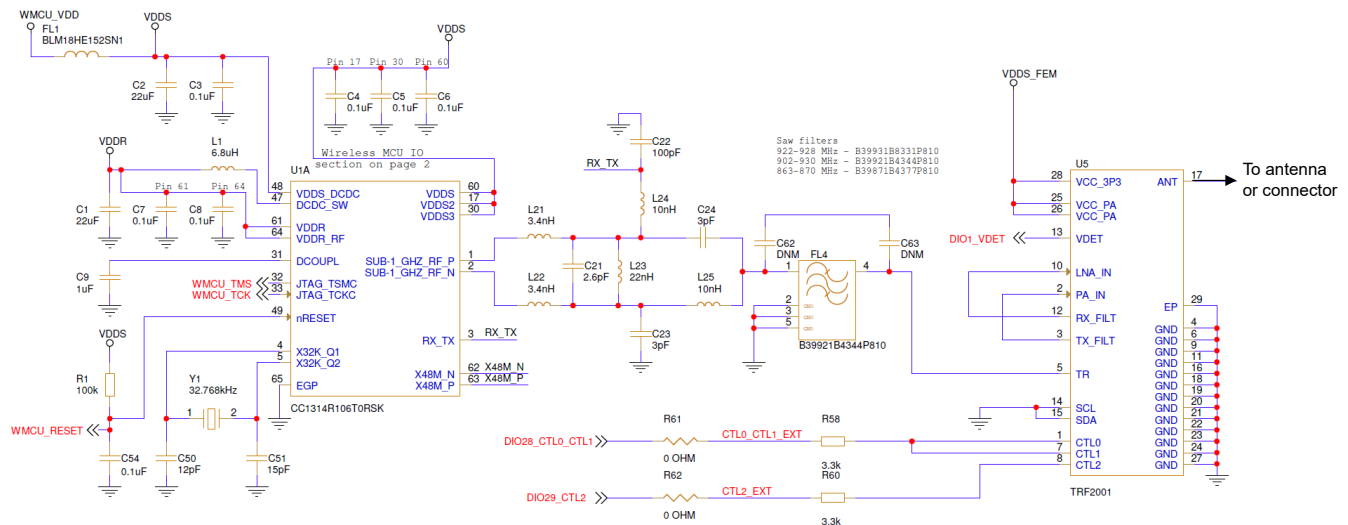 WMCU_VDD
FL1
BLM18HE152SN1
VDDS
C2
22uF
C3
0.1uF
VDDS
Pin 17 Pin 30 Pin 60
C4
0.1uF
C5
0.1uF
C6
0.1uF
Wireless MCU IO
section on page 2
VDDR
L1
6.8uH
Pin 61 Pin 64
C1
22uF
C7
0.1uF
C8
0.1uF
C9
1uF
WMCU_TMS
WMCU_TCK
VDDS
R1
100k
WMCU_RESET
C54
0.1uF
Y1
32.768kHz
1 2
C50
12pF
C51
15pF
U1A
48 VDDS_DCDC
47 DCDC_SW
61 VDDR
64 VDDR_RF
31 DCOUPL
32 JTAG_TSMC
33 JTAG_TCKC
49 nRESET
4 X32K_Q1
5 X32K_Q2
65 EGP
VDDS 60
VDDS2 17
VDDS3 30
SUB-1_GHZ_RF_P 1
SUB-1_GHZ_RF_N 2
RX_TX 3 RX_TX
X48M_N 62 X48M_N
X48M_P 63 X48M_P
CC1314R106T0RSK
L21
3.4nH
L22
3.4nH
C21
2.6pF
L23
22nH
C22
100pF
RX_TX
L24
10nH
C24
3pF
L25
10nH
C23
3pF
Saw filters
922-928 MHz - B39931B8331P810
902-930 MHz - B39921B4344P810
863-870 MHz - B39871B4377P810
C62
DNM
C63
DNM
FL4
1 4
2
3
5
GND
GND
GND
B39921B4344P810
DIO28_CTL0_CTL1
R61
0 OHM
CTL0_CTL1_EXT
R58
3.3k
DIO29_CTL2
R62
0 OHM
CTL2_EXT
R60
3.3k
VDDS_FEM
DIO1_VDET
U5
28 VCC_3P3
25 VCC_PA
26 VCC_PA
13 VDET
10 LNA_IN
2 PA_IN
12 RX_FILT
3 TX_FILT
5 TR
14 SCL
15 SDA
1 CTL0
7 CTL1
8 CTL2
ANT 17
EP 29
GND 4
GND 6
GND 9
GND 11
GND 16
GND 18
GND 19
GND 20
GND 21
GND 22
GND 23
GND 24
GND 27
TRF2001
To antenna
or connector